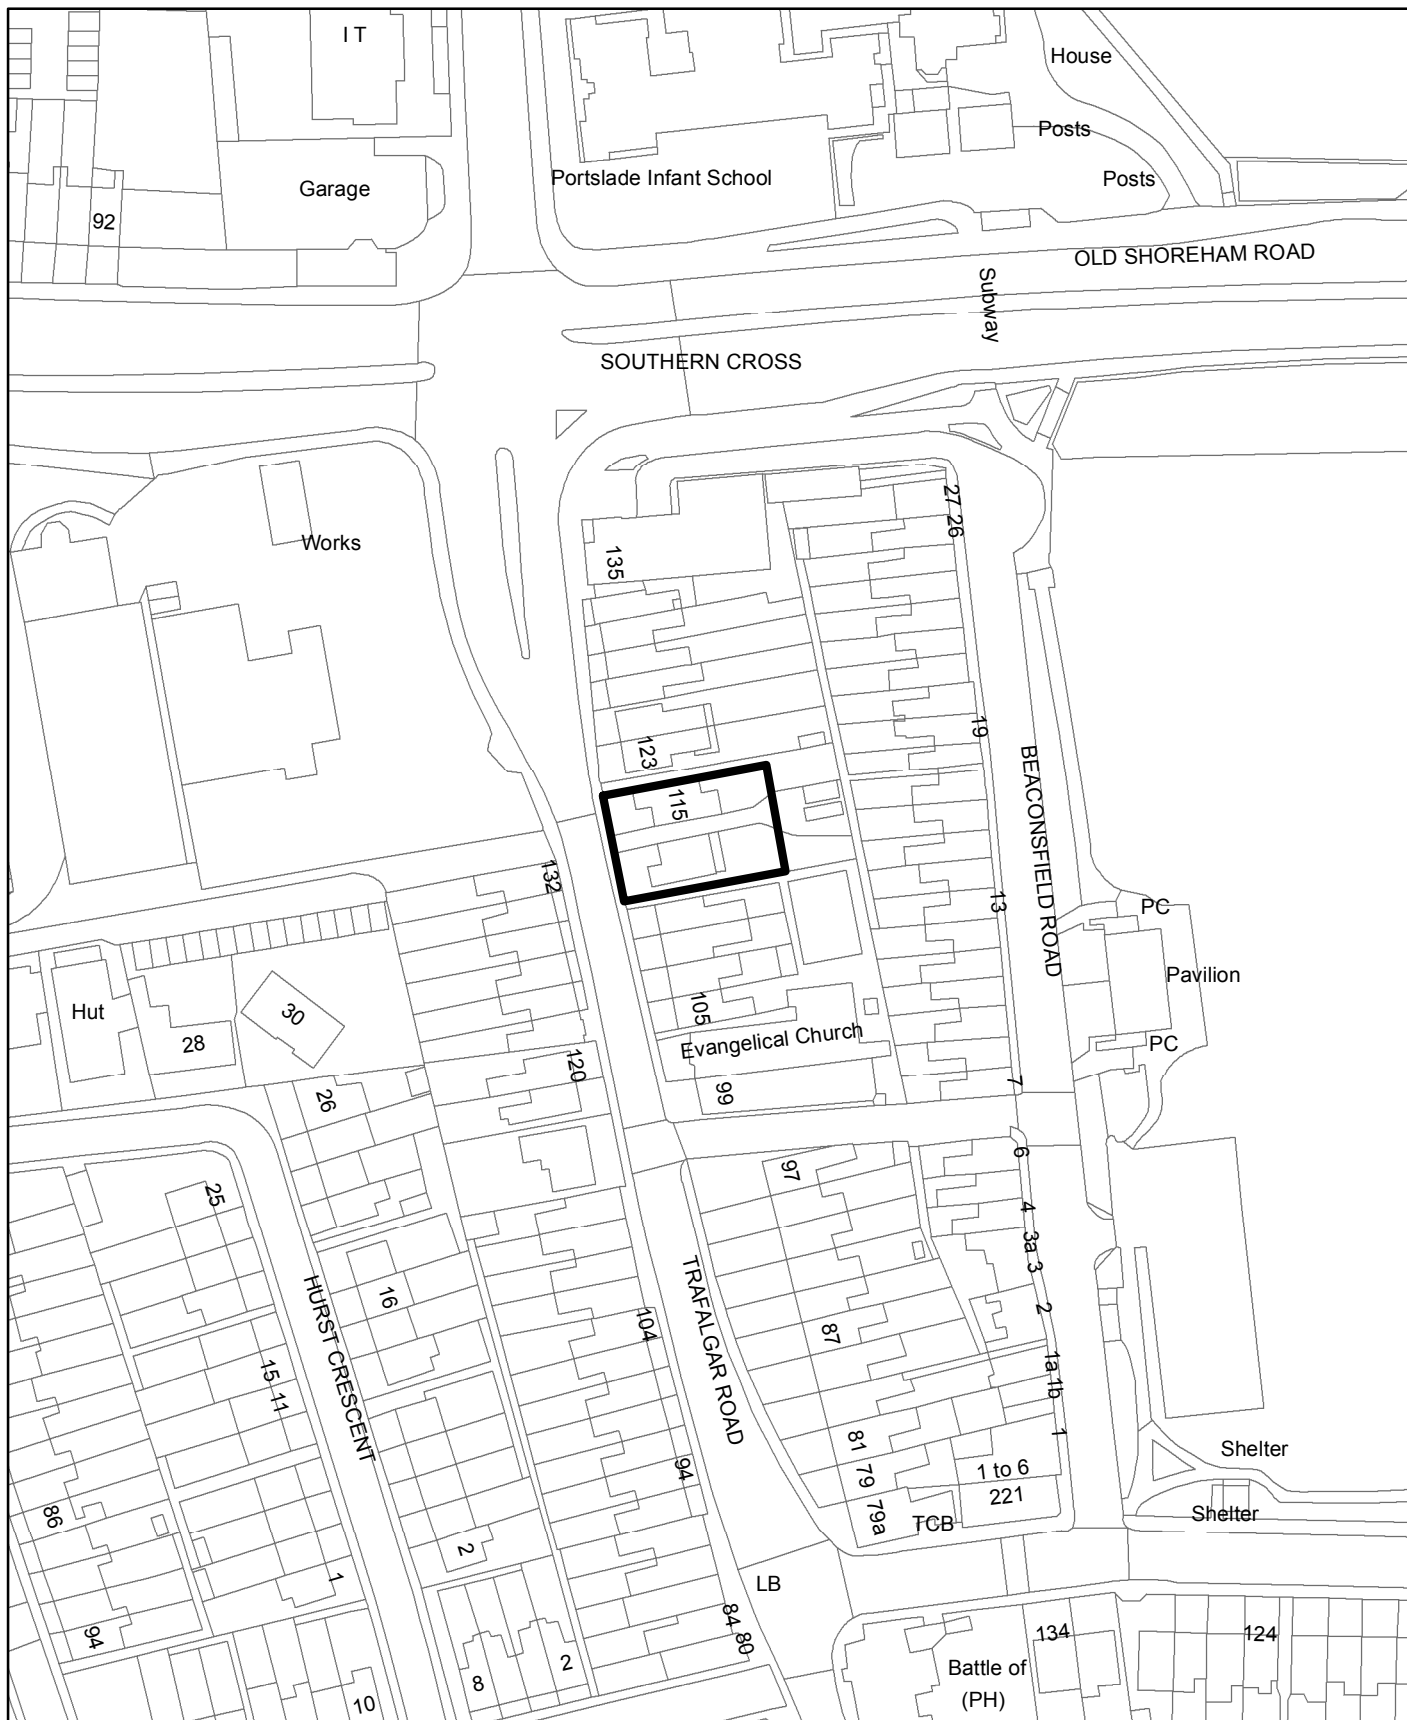 I T
House
Posts
Portslade Infant School
Posts
Garage
92
OLD SHOREHAM ROAD
Subway
SOUTHERN CROSS
27
26
Works
135
19
123
BEACONSFIELD ROAD
115
132
13
PC
Pavilion
105
Hut
30
28
Evangelical Church
PC
120
7
99
26
6
97
25
4
3a
3
TRAFALGAR ROAD
HURST CRESCENT
16
2
104
87
1a
1b
15
11
1
81
Shelter
94
79
1 to 6
221
86
79a
TCB
Shelter
2
1
LB
84
80
94
134
124
2
8
Battle of
(PH)
10